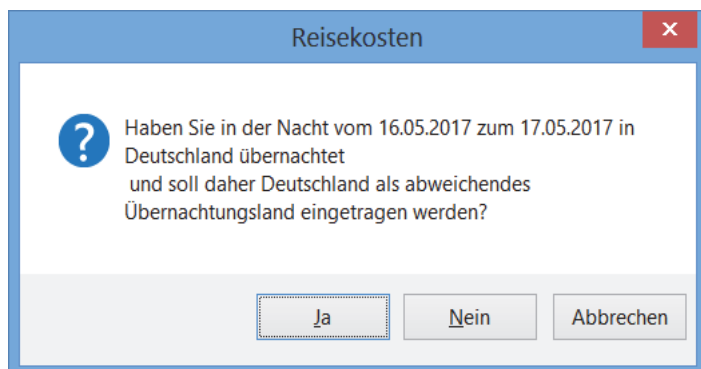 Reisekosten
Haben Sie in der Nacht vom 16.05.2017 zum 17.05.2017 in
Deutschland übernachtet
und soll daher Deutschland als abweichendes
Übernachtungsland eingetragen werden?
Ja Nein Abbrechen